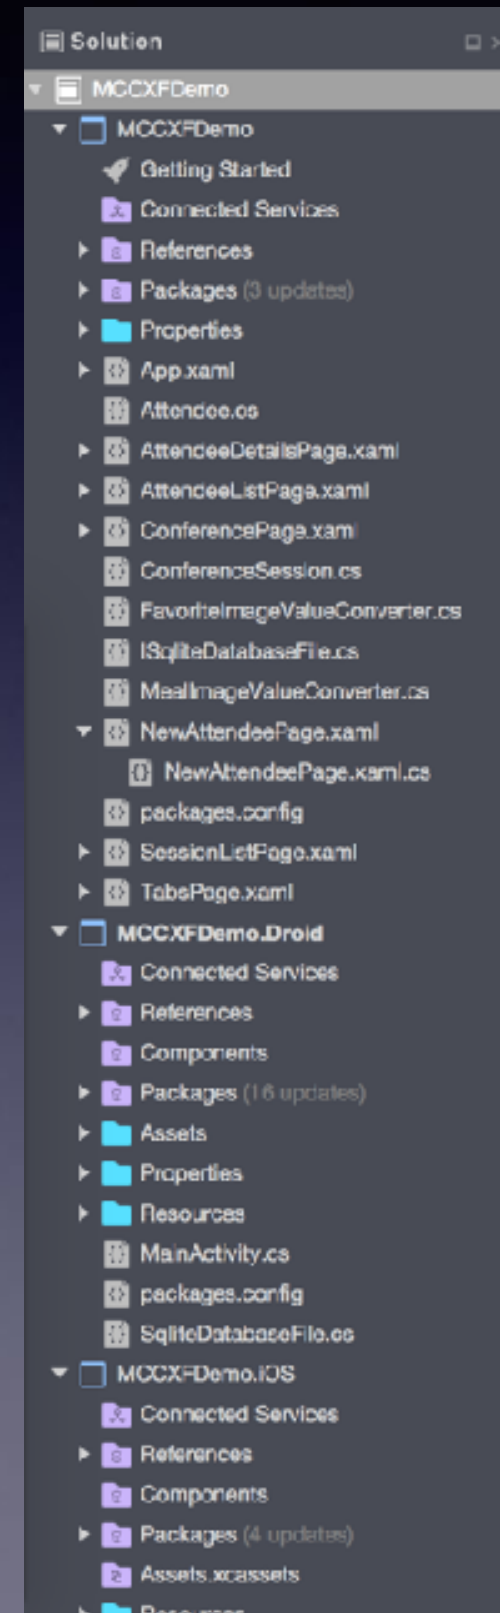 Solution
MCCXFDemo
MCCXFDemo
Getting Started
Connected Services
References
Packages (3 updates)
Properties
App.xaml
Attendee.cs
AttendeeDetailsPage.xaml
AttendeeListPage.xaml
ConferencePage.xaml
ConferenceSession.cs
FavoriteImageValueConverter.cs
ISqliteDatabaseFile.cs
MealImageValueConverter.cs
NewAttendeePage.xaml
NewAttendeePage.xaml.cs
packages.config
SessionListPage.xaml
TabsPage.xaml
MCCXFDemo.Droid
Connected Services
References
Components
Packages (16 updates)
Assets
Properties
Resources
MainActivity.cs
packages.config
SqliteDatabaseFile.cs
MCCXFDemo.iOS
Connected Services
References
Components
Packages (4 updates)
Assets.xcassets
Resources